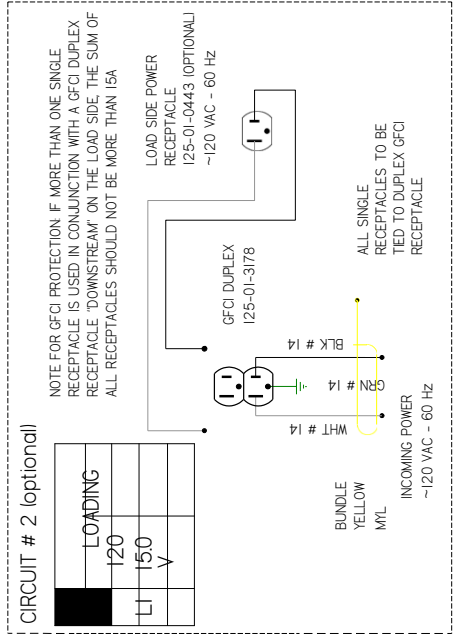 CIRCUIT # 2 (optional)
LOADING
120
L1 15.0
V
NOTE FOR GFCI PROTECTION: IF MORE THAN ONE SINGLE
RECEPTACLE IS USED IN CONJUNCTION WITH A GFCI DUPLEX
RECEPTACLE "DOWNSTREAM" ON THE LOAD SIDE, THE SUM OF
ALL RECEPTACLES SHOULD NOT BE MORE THAN 15A
LOAD SIDE POWER
RECEPTACLE
125-01-0443 (OPTIONAL)
~120 VAC - 60 Hz
GFCI DUPLEX
125-01-3178
WHT # 14
GRN # 14
BLK # 14
BUNDLE
YELLOW
MYL
INCOMING POWER
~120 VAC - 60 Hz
ALL SINGLE
RECEPTACLES TO BE
TIED TO DUPLEX GFCI
RECEPTACLE